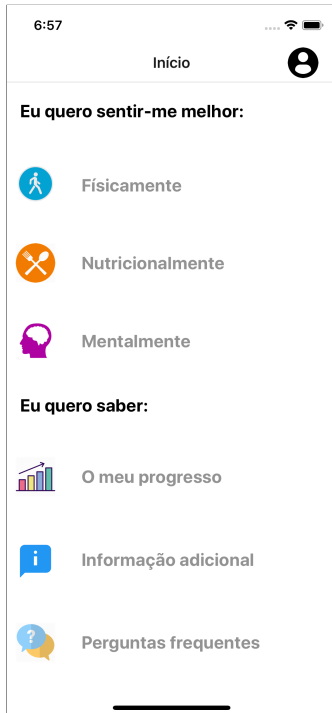 6:57
Início
Eu quero sentir-me melhor:
Físicamente
Nutricionalmente
Mentalmente
Eu quero saber:
O meu progresso
i
Informação adicional
?
Perguntas frequentes